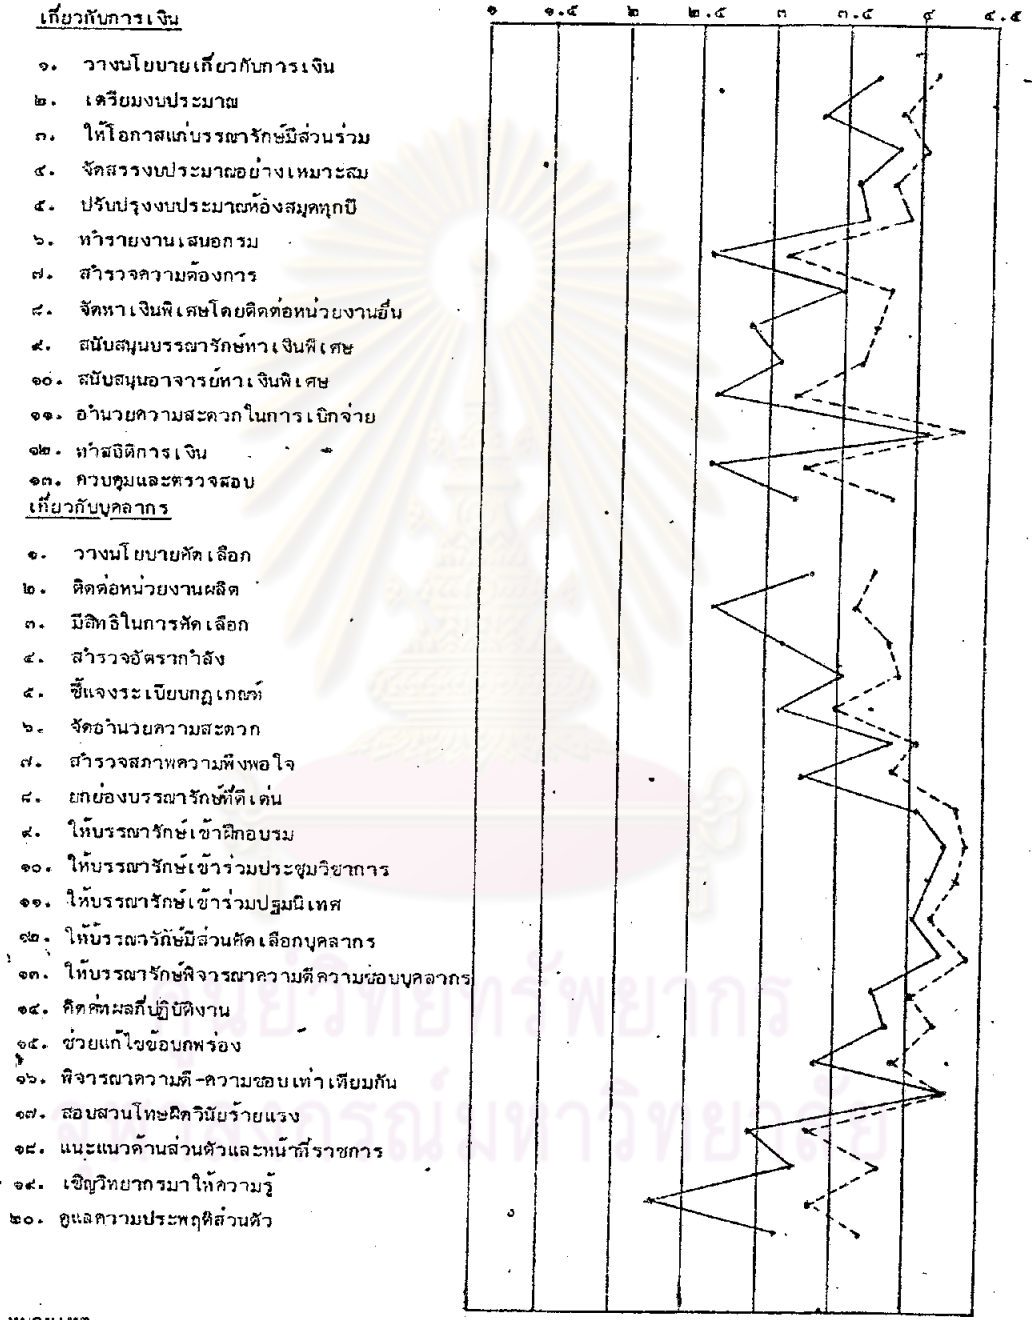 ๑ ๑.๕ ๒ ๒.๕ ๓ ๓.๕ ๔ ๔.๕
เกี่ยวกับการเงิน
๑. วางนโยบายเกี่ยวกับการเงิน
๒. เตรียมงบประมาณ
๓. ให้โอกาสแก่บรรณารักษ์มีส่วนร่วม
๔. จัดสรรงบประมาณอย่างเหมาะสม
๕. ปรับปรุงงบประมาณห้องสมุดทุกปี
๖. ทำรายงานเสนอกรม
๗. สำรวจความต้องการ
๘. จัดหาเงินพิเศษโดยติดต่อหน่วยงานอื่น
๙. สนับสนุนบรรณารักษ์หาเงินพิเศษ
๑๐. สนับสนุนอาจารย์หาเงินพิเศษ
๑๑. อำนวยความสะดวกในการเบิกจ่าย
๑๒. ทำสถิติการเงิน
๑๓. ควบคุมและตรวจสอบ
เกี่ยวกับบุคลากร
๑. วางนโยบายคัดเลือก
๒. ติดต่อหน่วยงานผลิต
๓. มีสิทธิในการคัดเลือก
๔. สำรวจอัตรากำลัง
๕. ชี้แจงระเบียบกฎเกณฑ์
๖. จัดอำนวยความสะดวก
๗. สำรวจสภาพความพึงพอใจ
๘. ยกย่องบรรณารักษ์ที่ดีเด่น
๙. ให้บรรณารักษ์เข้าฝึกอบรม
๑๐. ให้บรรณารักษ์เข้าร่วมประชุมวิชาการ
๑๑. ให้บรรณารักษ์เข้าร่วมปฐมนิเทศ
๑๒. ให้บรรณารักษ์มีส่วนคัดเลือกบุคลากร
๑๓. ให้บรรณารักษ์พิจารณาความดีความชอบบุคลากร
๑๔. ผลที่ปฏิบัติงาน
๑๕. ช่วยแก้ไขข้อบกพร่อง
๑๖. พิจารณาความดี-ความชอบเท่าเทียมกัน
๑๗. สอบสวนโทษผิดวินัยร้ายแรง
๑๘. แนะแนวด้านส่วนตัวและหน้าที่ราชการ
๑๙. เชิญวิทยากรมาให้ความรู้
๒๐. ดูแลความประพฤติส่วนตัว
ศูนย์วิทยทรัพยากร
จุฬาลงกรณ์มหาวิทยาลัย